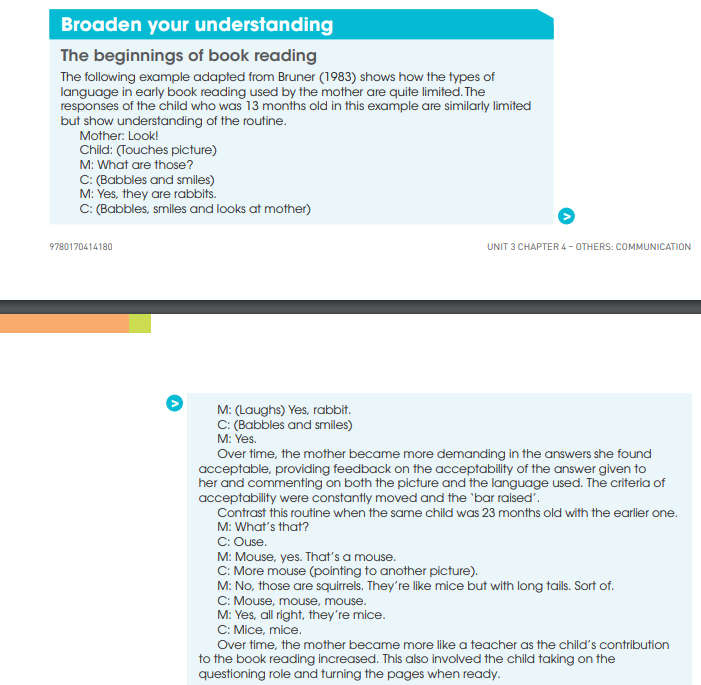 Broaden your understanding
The beginnings of book reading
The following example adapted from Bruner (1983) shows how the types of
language in early book reading used by the mother are quite limited. The
responses of the child who was 13 months old in this example are similarly limited
but show understanding of the routine.
Mother: Look!
Child: (Touches picture)
M: What are those?
C: (Babbles and smiles)
M: Yes, they are rabbits.
C: (Babbles, smiles and looks at mother)
>
9780170414180
UNIT 3 CHAPTER 4 – OTHERS: COMMUNICATION
>
M: (Laughs) Yes, rabbit.
C: (Babbles and smiles)
M: Yes.
Over time, the mother became more demanding in the answers she found
acceptable, providing feedback on the acceptability of the answer given to
her and commenting on both the picture and the language used. The criteria of
acceptability were constantly moved and the ‘bar raised’.
Contrast this routine when the same child was 23 months old with the earlier one.
M: What’s that?
C: Ouse.
M: Mouse, yes. That’s a mouse.
C: More mouse (pointing to another picture).
M: No, those are squirrels. They’re like mice but with long tails. Sort of.
C: Mouse, mouse, mouse.
M: Yes, all right, they’re mice.
C: Mice, mice.
Over time, the mother became more like a teacher as the child’s contribution
to the book reading increased. This also involved the child taking on the
questioning role and turning the pages when ready.